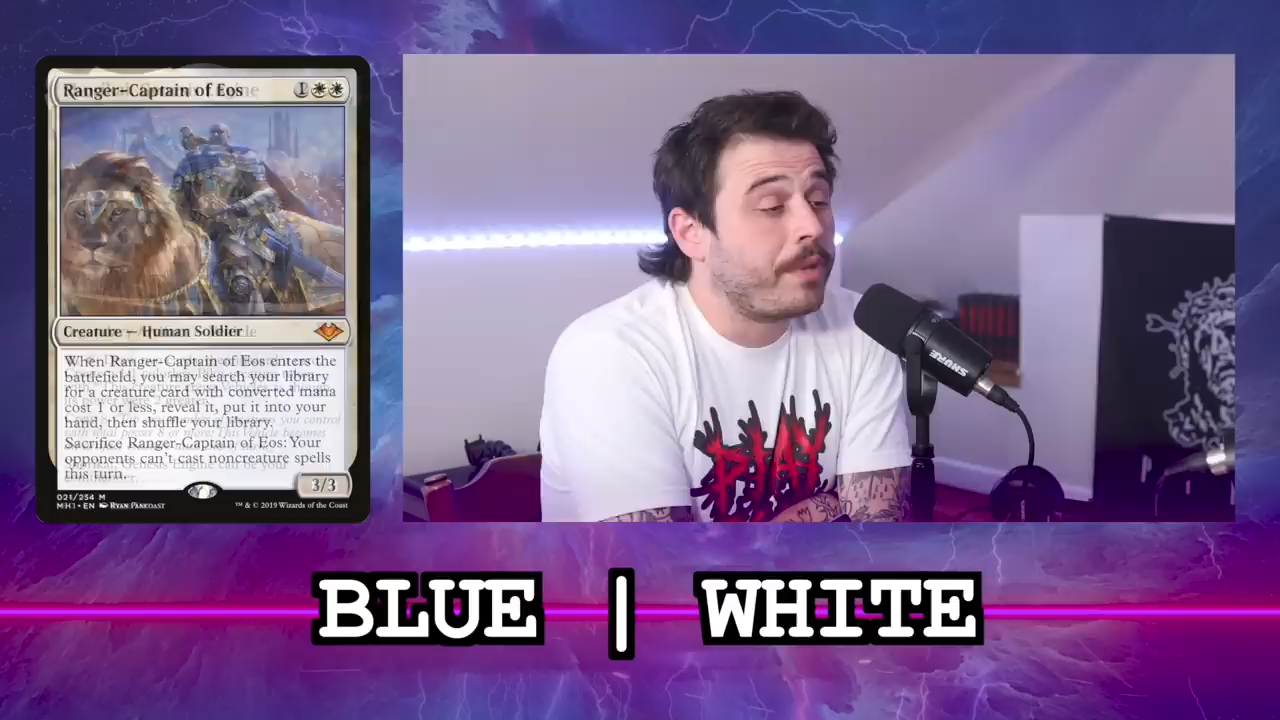 Ranger-Captain of Eos
Creature — Human Soldier
When Ranger-Captain of Eos enters the
battlefield, you may search your library
for a creature card with converted mana
cost 1 or less, reveal it, put it into your
hand, then shuffle your library.
Sacrifice Ranger-Captain of Eos: Your
opponents can't cast noncreature spells
this turn.
3/3
021/254 M
MH1 • EN RYAN PANCOAST
™ & © 2019 Wizards of the Coast
SHURE
BLUE | WHITE